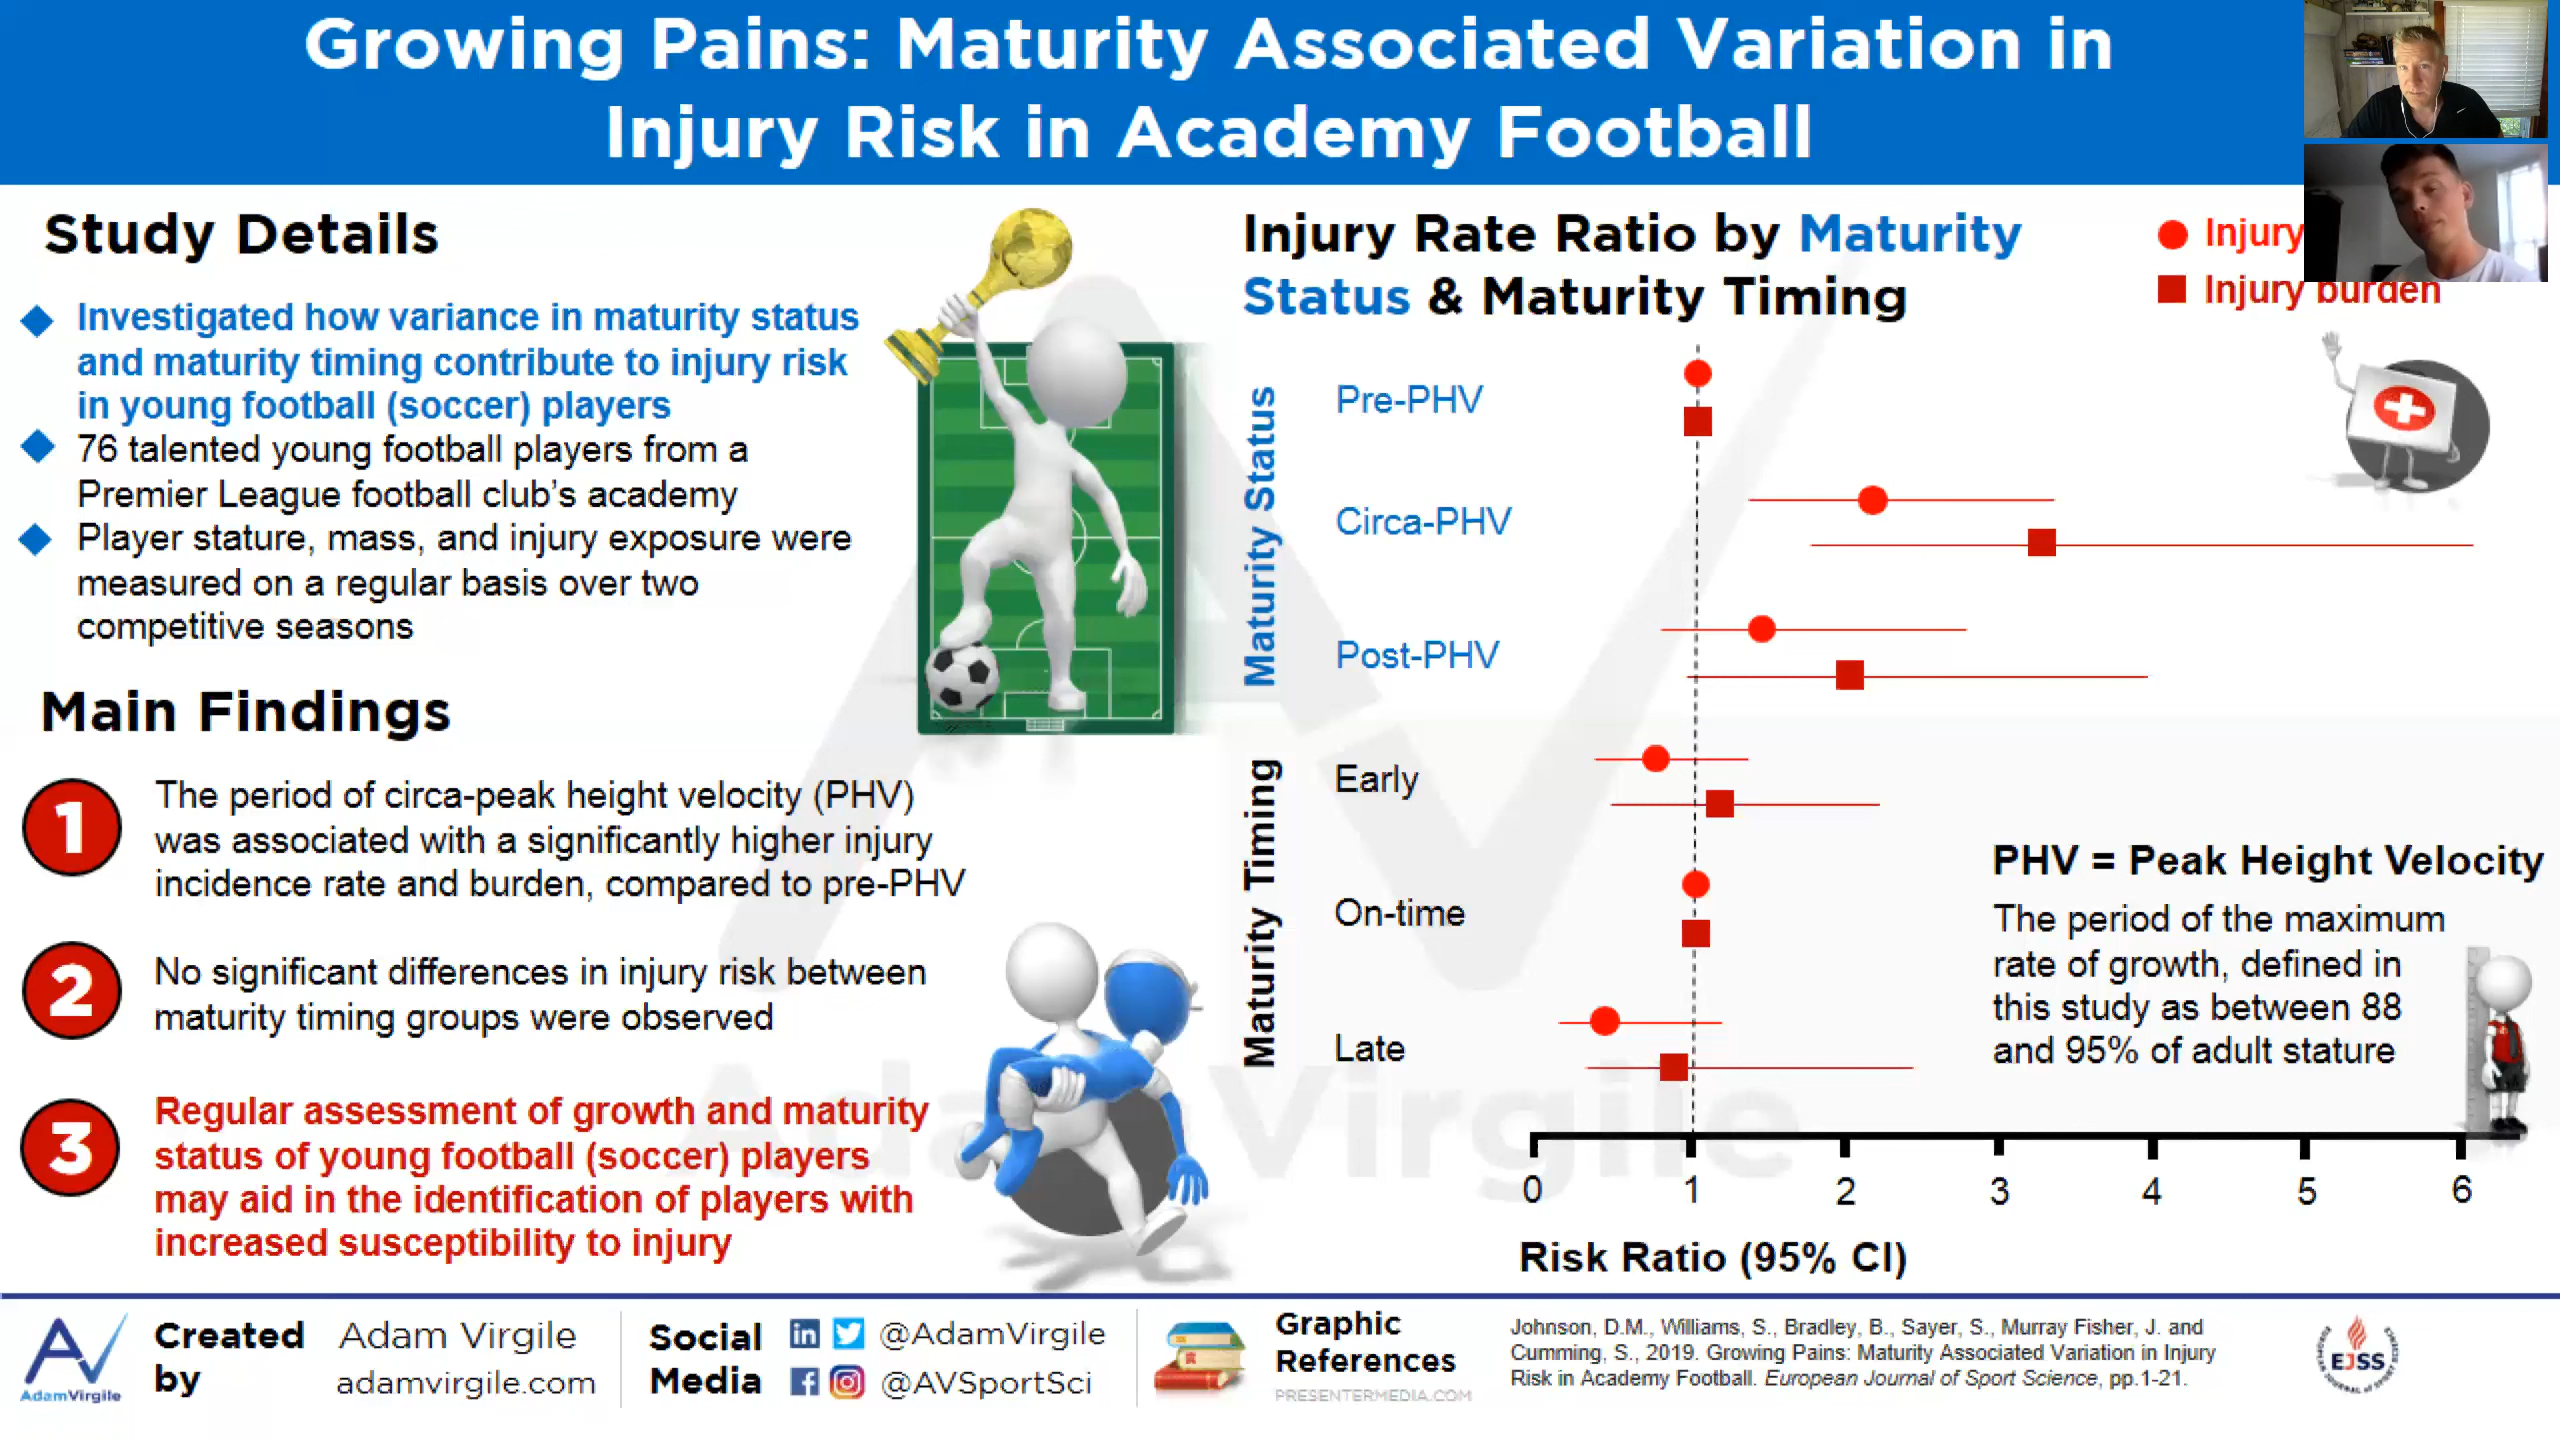 Growing Pains: Maturity Associated Variation in
Injury Risk in Academy Football
Study Details
Investigated how variance in maturity status
and maturity timing contribute to injury risk
in young football (soccer) players
76 talented young football players from a
Premier League football club's academy
Player stature, mass, and injury exposure were
measured on a regular basis over two
competitive seasons
Main Findings
1
The period of circa-peak height velocity (PHV)
was associated with a significantly higher injury
incidence rate and burden, compared to pre-PHV
2
No significant differences in injury risk between
maturity timing groups were observed
3
Regular assessment of growth and maturity
status of young football (soccer) players
may aid in the identification of players with
increased susceptibility to injury
Injury Rate Ratio by Maturity
Status & Maturity Timing
Injury
Injury burden
Maturity Status
Pre-PHV
Circa-PHV
Post-PHV
Maturity Timing
Early
On-time
Late
PHV = Peak Height Velocity
The period of the maximum
rate of growth, defined in
this study as between 88
and 95% of adult stature
0 1 2 3 4 5 6
Risk Ratio (95% CI)
Adam Virgile
AdamVirgile
Created
by
Adam Virgile
adamvirgile.com
Social
Media
@AdamVirgile
@AVSportSci
Graphic
References
PRESENTERMEDIA.COM
Johnson, D.M., Williams, S., Bradley, B., Sayer, S., Murray Fisher, J. and
Cumming, S., 2019. Growing Pains: Maturity Associated Variation in Injury
Risk in Academy Football. European Journal of Sport Science, pp.1-21.
EJSS